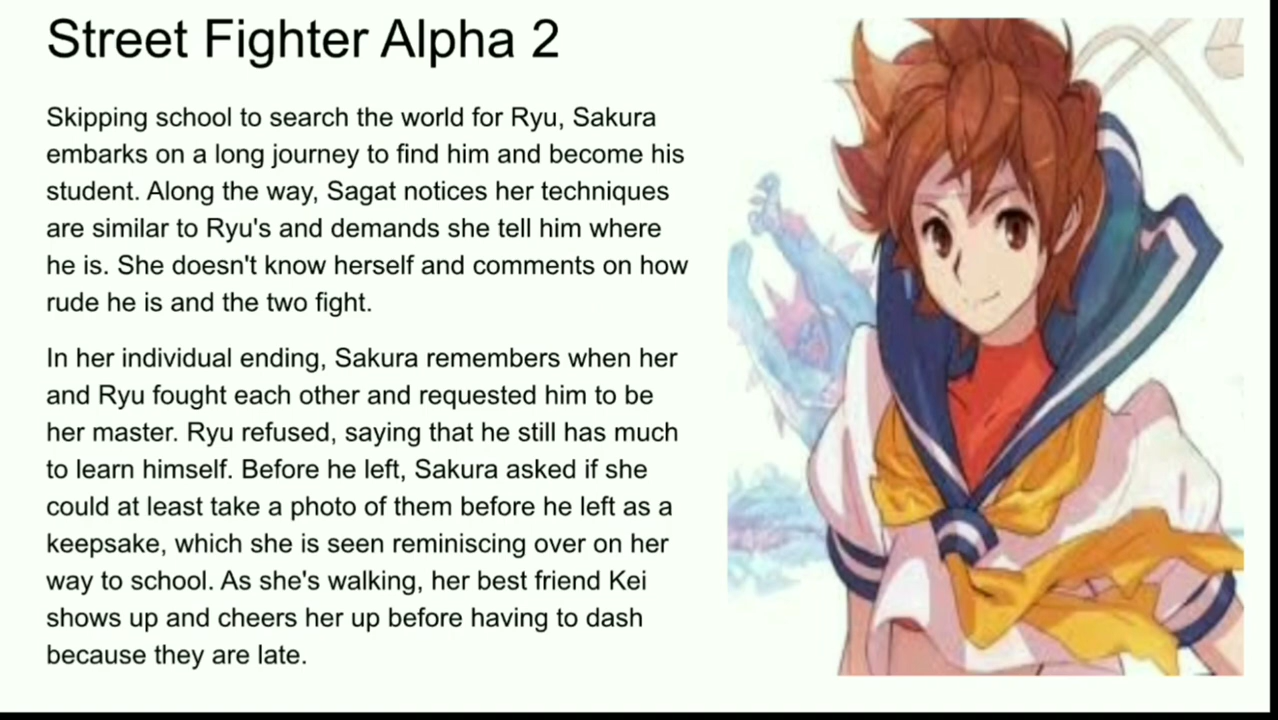 Street Fighter Alpha 2
Skipping school to search the world for Ryu, Sakura
embarks on a long journey to find him and become his
student. Along the way, Sagat notices her techniques
are similar to Ryu's and demands she tell him where
he is. She doesn't know herself and comments on how
rude he is and the two fight.
In her individual ending, Sakura remembers when her
and Ryu fought each other and requested him to be
her master. Ryu refused, saying that he still has much
to learn himself. Before he left, Sakura asked if she
could at least take a photo of them before he left as a
keepsake, which she is seen reminiscing over on her
way to school. As she's walking, her best friend Kei
shows up and cheers her up before having to dash
because they are late.